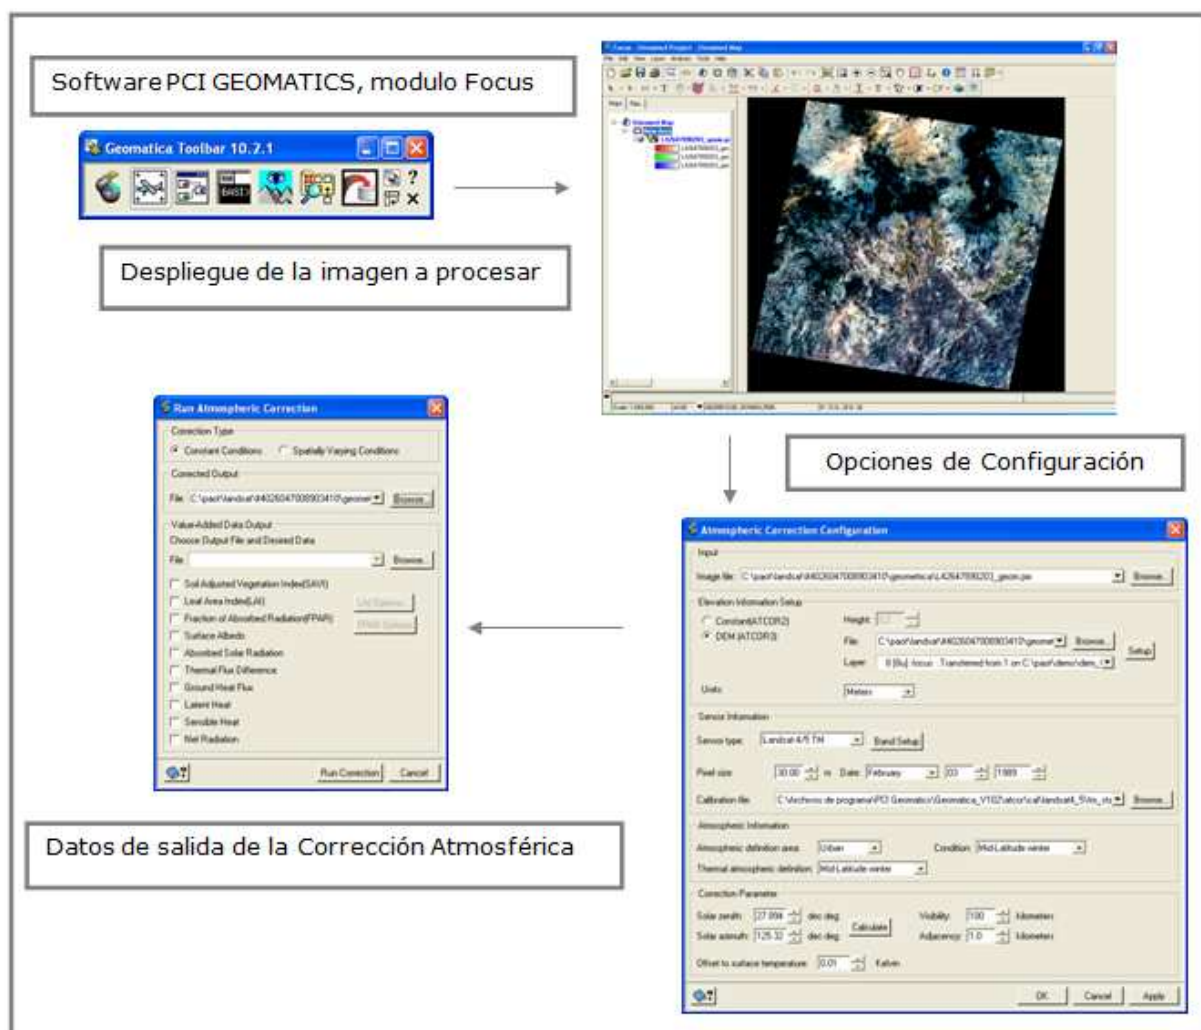 Software PCI GEOMATICS, modulo Focus
Geomatica Toolbar 10.2.1
BASIC
Despliegue de la imagen a procesar
Opciones de Configuración
Run Atmospheric Correction
Correction Type
Constant Conditions
Spatially Varying Conditions
Corrected Output
File:
Browse...
Value-Added Data Output
Choose Output File and Desired Data
File:
Browse...
Soil Adjusted Vegetation Index(SAVI)
Leaf Area Index(LAI)
Fraction of Absorbed Radiation(FPAR)
Surface Albedo
Absorbed Solar Radiation
Thermal Flux Difference
Ground Heat Flux
Latent Heat
Sensible Heat
Net Radiation
Run Correction
Cancel
Atmospheric Correction Configuration
Input
Image file:
Browse...
Elevation Information Setup
Constant(ATCOR2)
Height:
DEM (ATCOR3)
File:
Browse...
Setup
Layer:
Units:
Meters
Sensor Information
Sensor type:
Landsat-4/5 TM
Band Setup
Pixel size
30.00
m
Date:
February
03
1989
Calibration file:
Browse...
Atmospheric Information
Atmospheric definition area:
Urban
Condition:
Mid-Latitude winter
Thermal atmospheric definition:
Mid-Latitude winter
Correction Parameter
Solar zenith:
dec deg
Visibility:
100
kilometers
Calculate
Solar azimuth:
125.32
dec deg
Adjacency:
1.0
kilometers
Offset to surface temperature:
0.01
Kelvin
OK
Cancel
Apply
Datos de salida de la Corrección Atmosférica